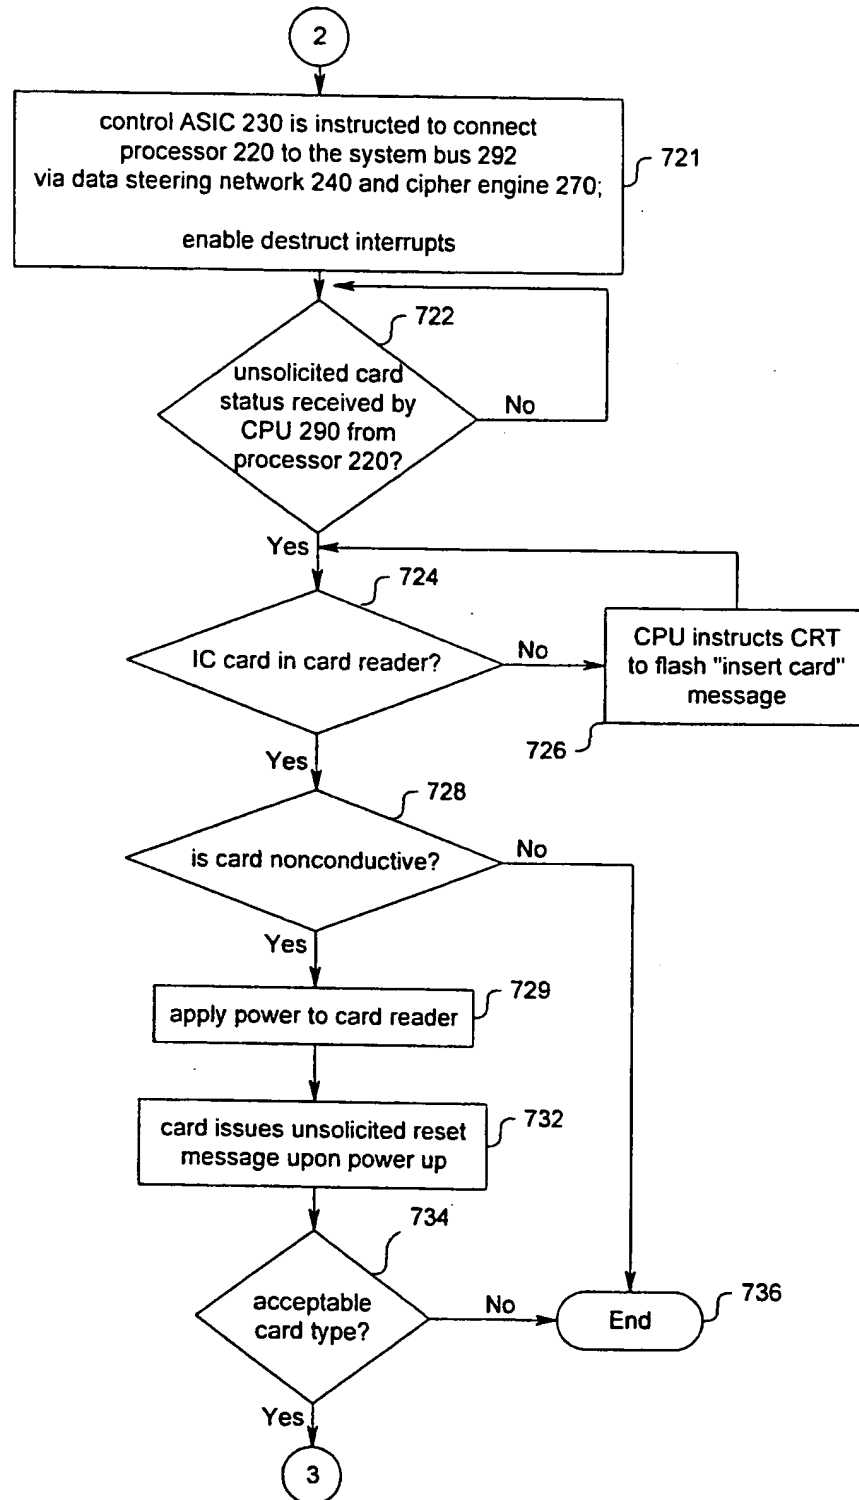 2
control ASIC 230 is instructed to connect
processor 220 to the system bus 292
via data steering network 240 and cipher engine 270;
enable destruct interrupts
721
722
unsolicited card
status received by
CPU 290 from
processor 220?
No
Yes
724
IC card in card reader?
No
CPU instructs CRT
to flash "insert card"
message
726
Yes
728
is card nonconductive?
No
Yes
729
apply power to card reader
732
card issues unsolicited reset
message upon power up
734
acceptable
card type?
No
End
736
Yes
3